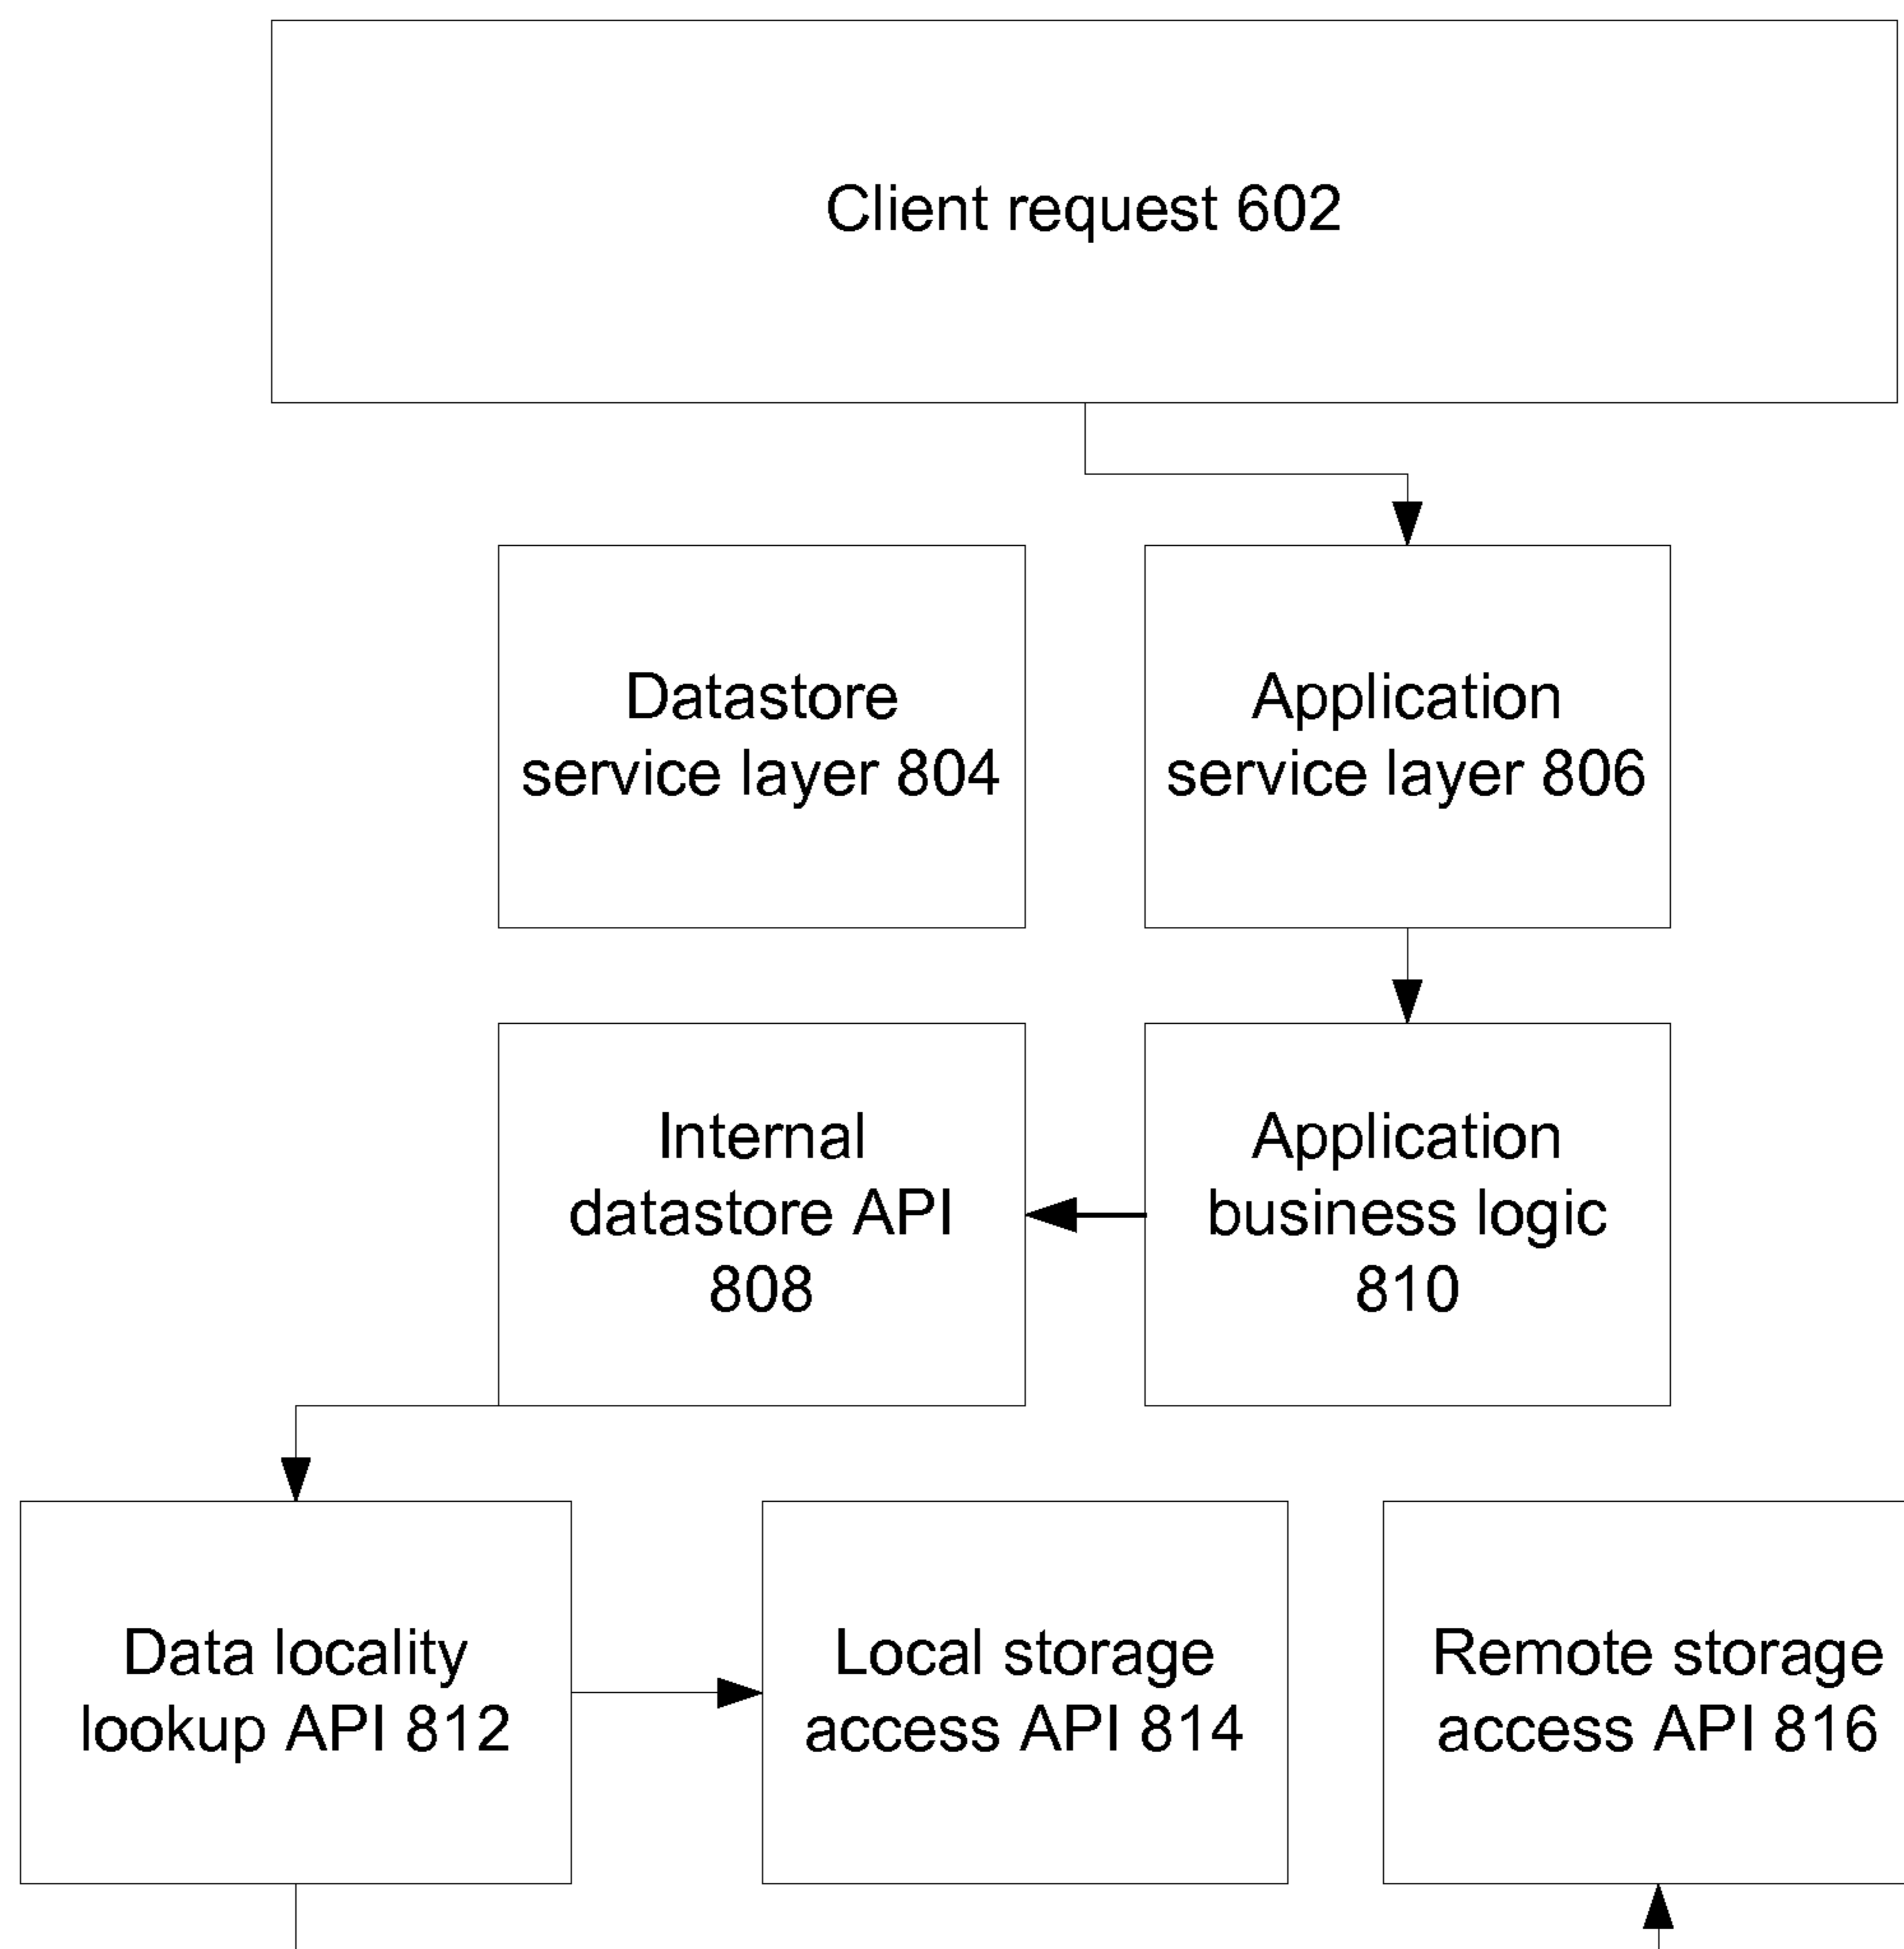 Client request 602
Datastore
service layer 804
Application
service layer 806
Internal
datastore API
808
Application
business logic
810
Data locality
lookup API 812
Local storage
access API 814
Remote storage
access API 816